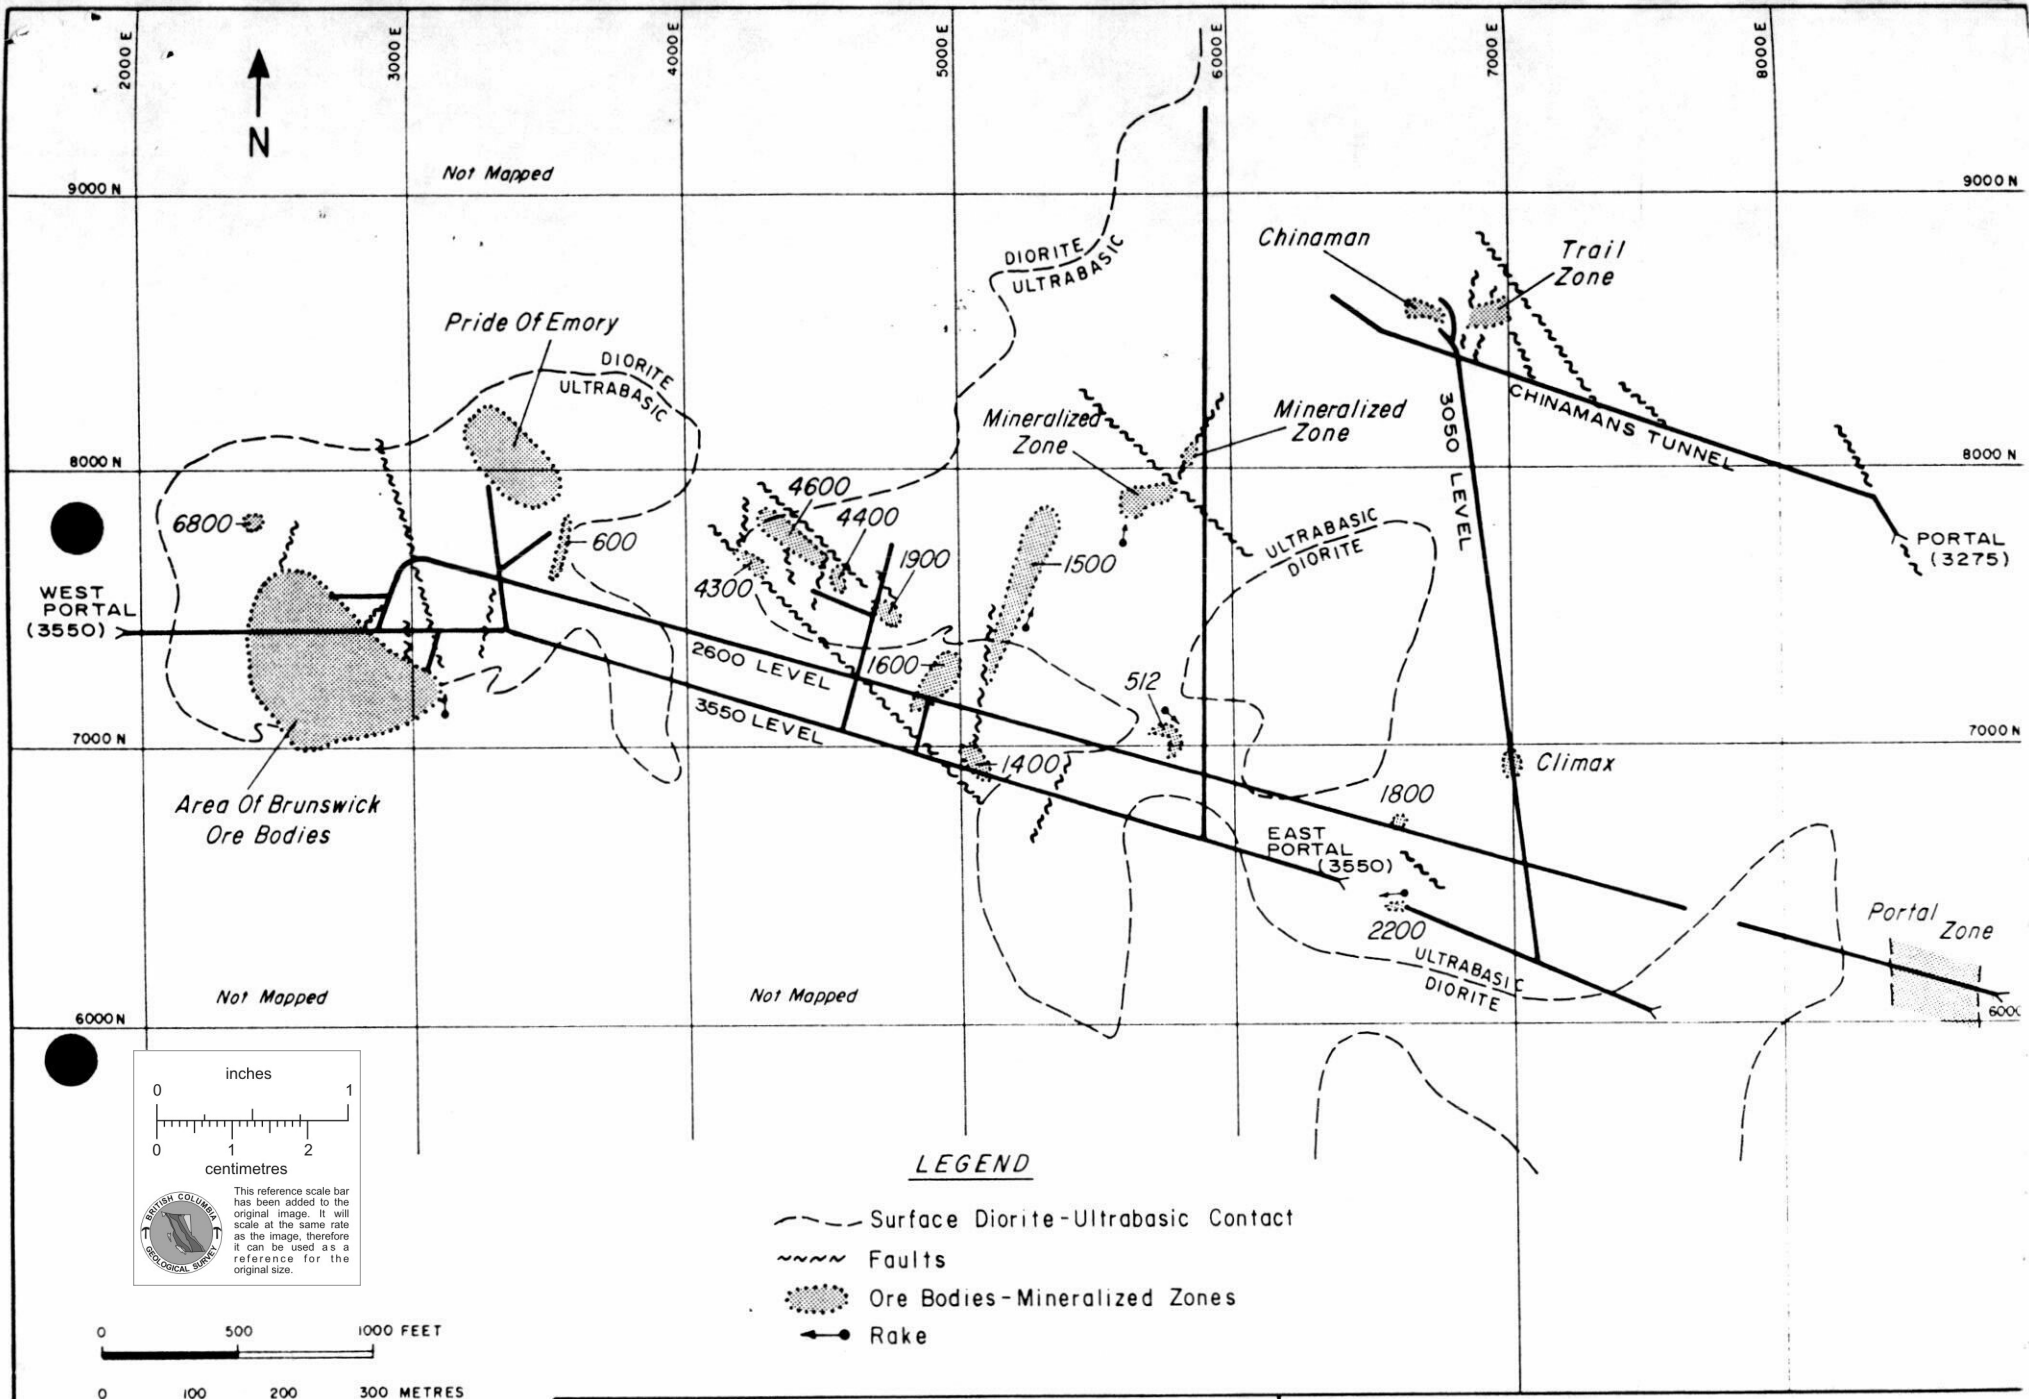 2000 E
3000 E
4000 E
5000 E
6000 E
7000 E
8000 E
N
Not Mapped
9000 N
9000 N
DIORITE
ULTRABASIC
Chinaman
Trail
Zone
Pride Of Emory
DIORITE
ULTRABASIC
Mineralized
Zone
Mineralized
Zone
3050 LEVEL
CHINAMANS TUNNEL
8000 N
8000 N
4600
4400
6800
600
1900
1500
4300
ULTRABASIC
DIORITE
PORTAL
(3275)
WEST
PORTAL
(3550)
2600 LEVEL
1600
512
3550 LEVEL
7000 N
7000 N
1400
Climax
Area Of Brunswick
Ore Bodies
1800
EAST
PORTAL
(3550)
2200
Portal
Zone
ULTRABASIC
DIORITE
Not Mapped
Not Mapped
6000 N
6000
inches
0 1
0 1 2
centimetres
BRITISH COLUMBIA
GEOLOGICAL SURVEY
This reference scale bar
has been added to the
original image. It will
scale at the same rate
as the image, therefore
it can be used as a
reference for the
original size.
LEGEND
Surface Diorite-Ultrabasic Contact
Faults
Ore Bodies-Mineralized Zones
Rake
0 500 1000 FEET
0 100 200 300 METRES